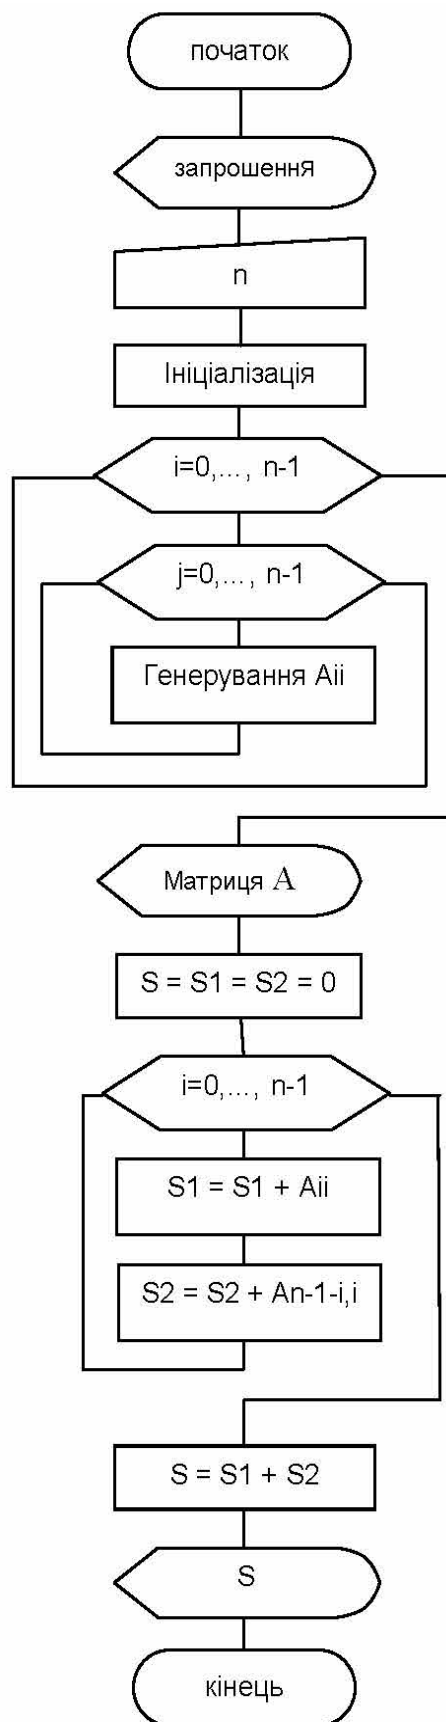 початок
запрошення
n
Ініціалізація
i=0,..., n-1
j=0,..., n-1
Генерування Aii
Матриця A
S = S1 = S2 = 0
i=0,..., n-1
S1 = S1 + Aii
S2 = S2 + An-1-i,i
S = S1 + S2
S
кінець